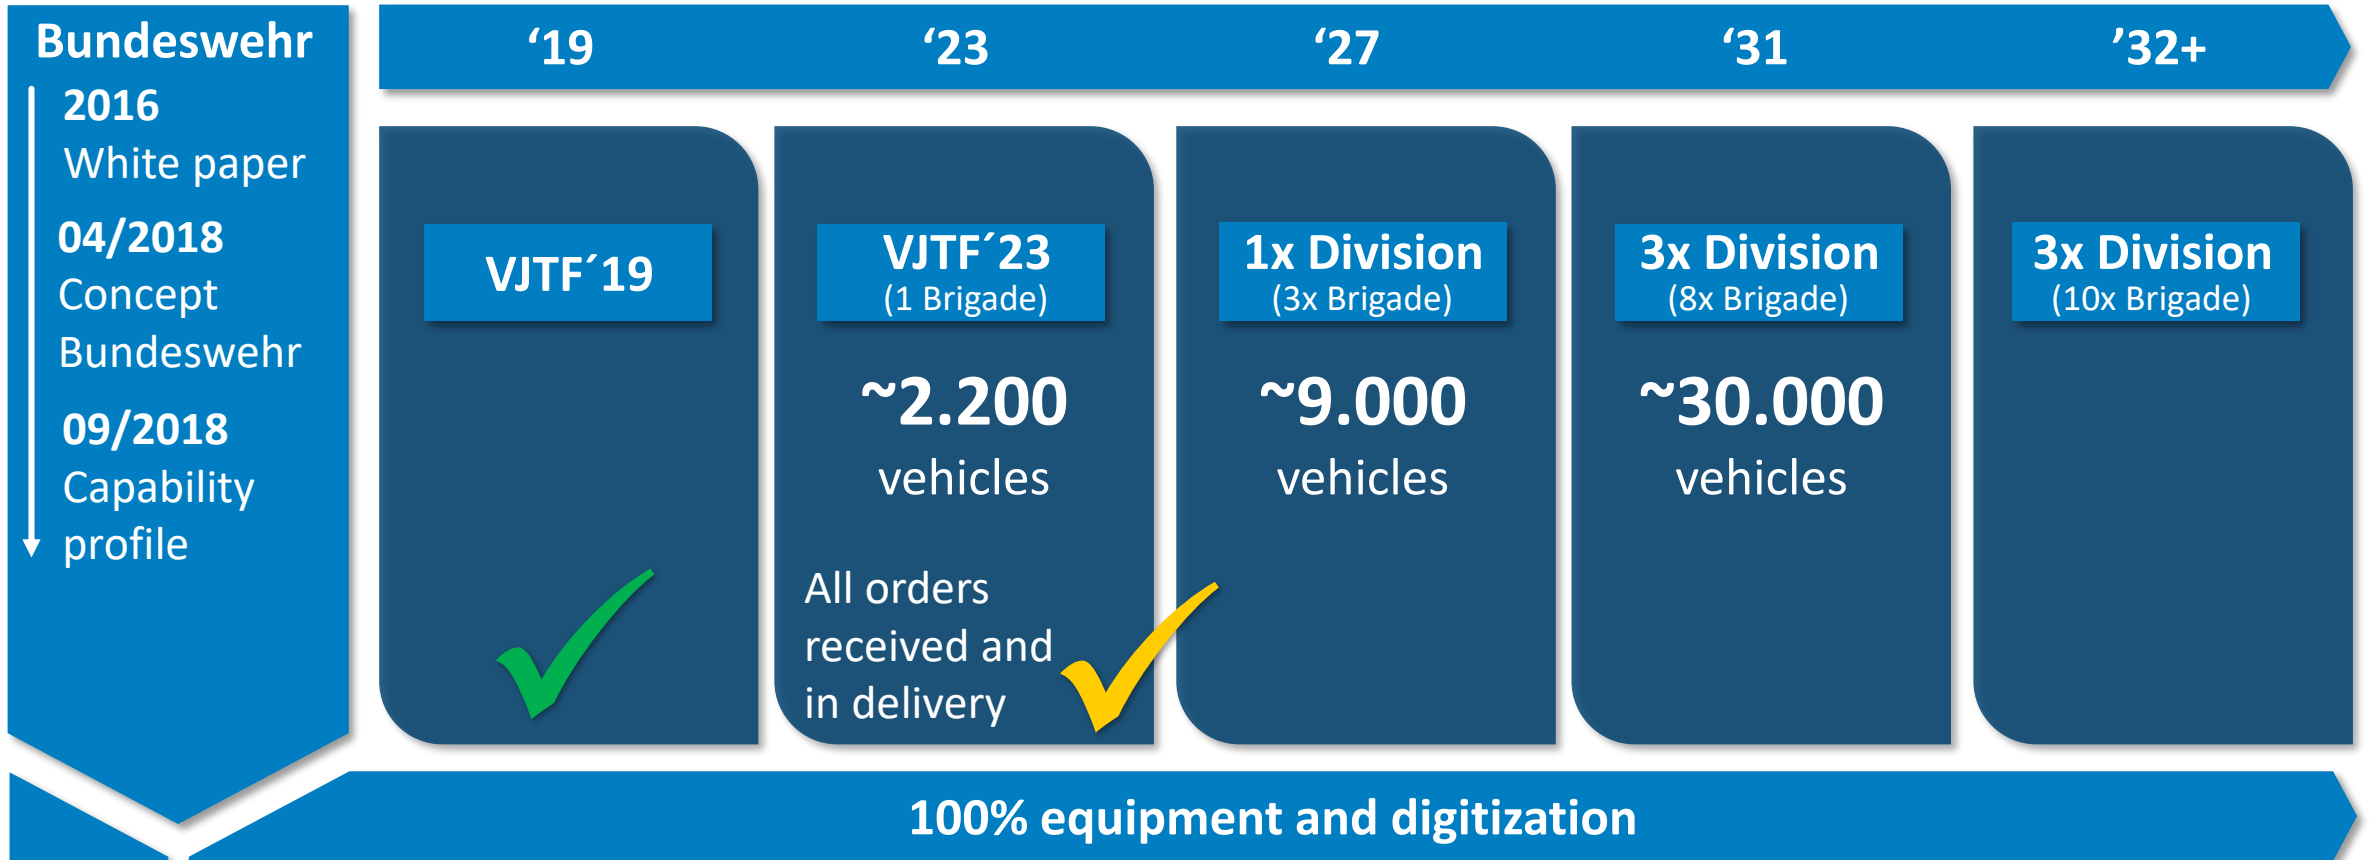 Bundeswehr
2016
White paper
04/2018
Concept
Bundeswehr
09/2018
Capability
profile
‘19
‘23
‘27
‘31
’32+
VJTF´19
VJTF´23
(1 Brigade)
~2.200
vehicles
All orders
received and
in delivery
1x Division
(3x Brigade)
~9.000
vehicles
3x Division
(8x Brigade)
~30.000
vehicles
3x Division
(10x Brigade)
100% equipment and digitization